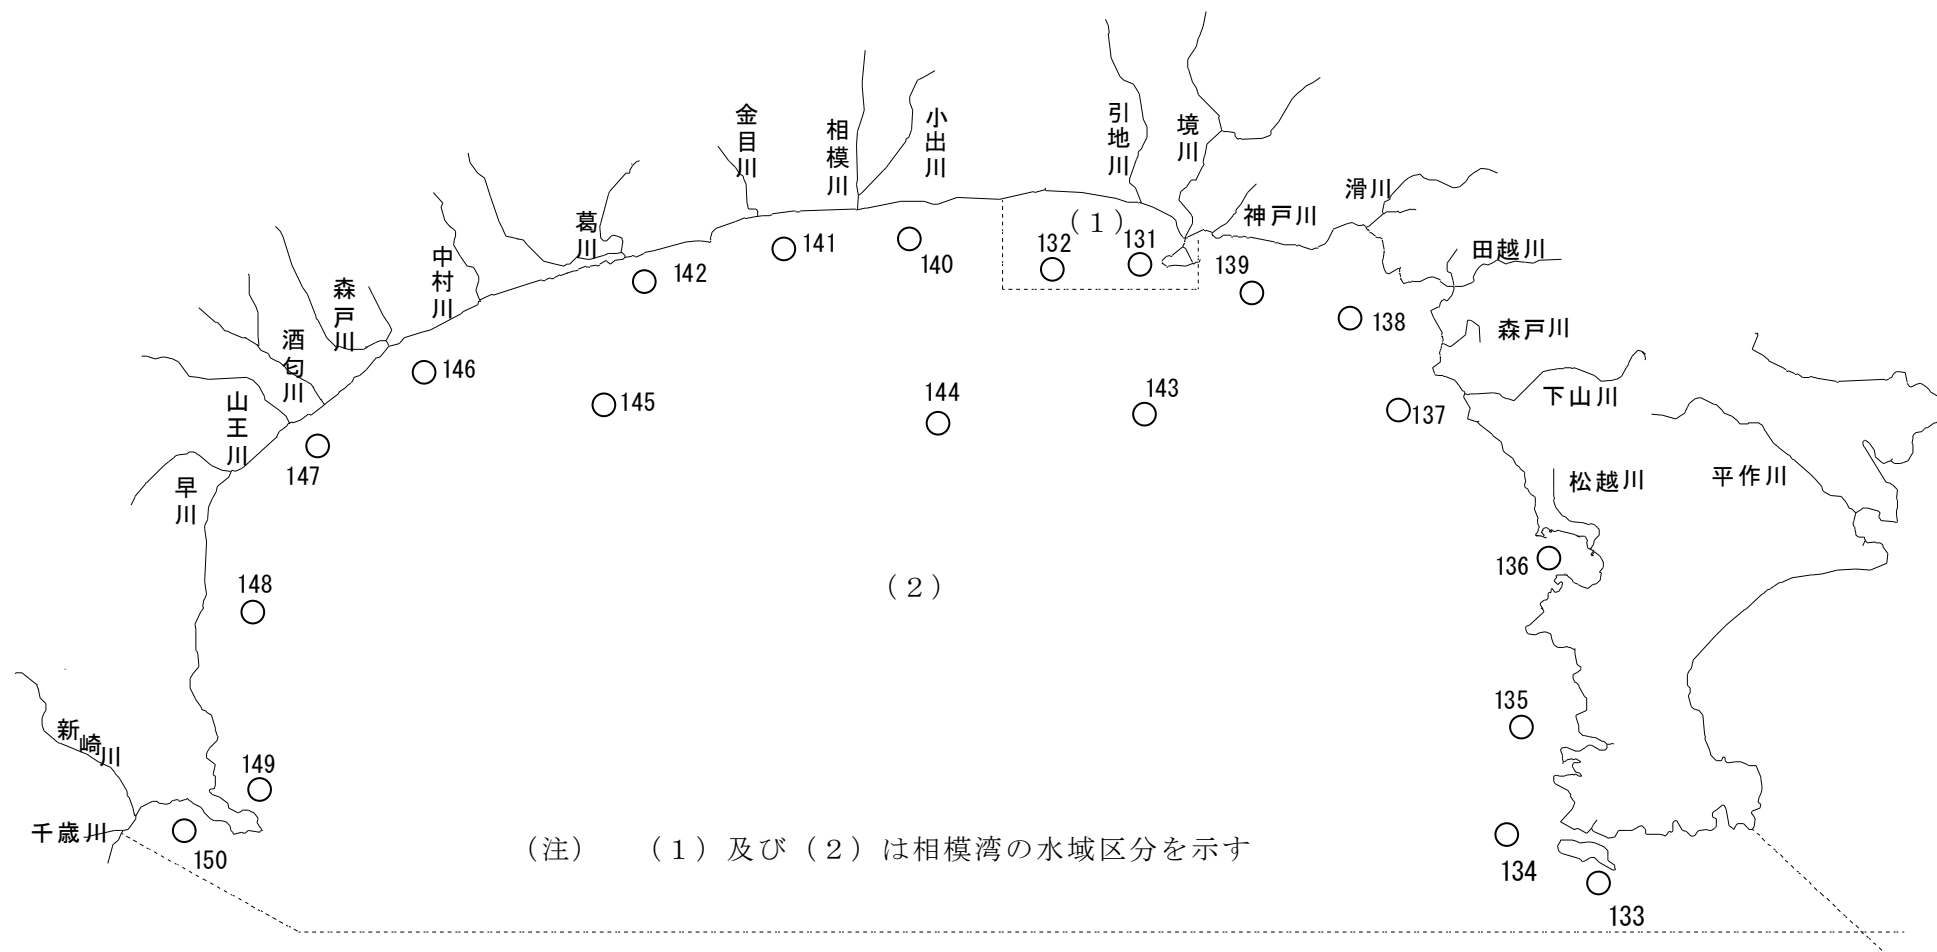 金目川
相模川
小出川
引地川
境川
神戸川
滑川
田越川
森戸川
下山川
松越川
平作川
葛川
中村川
森戸川
酒匂川
山王川
早川
新崎川
千歳川
(1)
132
131
139
141
140
142
138
146
145
144
143
137
147
136
148
(2)
135
149
150
134
133
(注) (1)及び(2)は相模湾の水域区分を示す